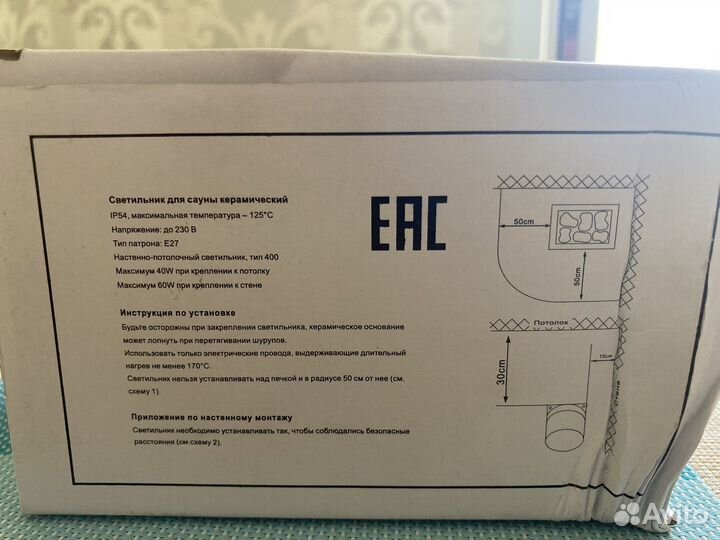 Светильник для сауны керамический
IP54, максимальная температура – 125°С
Напряжение: до 230 В
Тип патрона: Е27
Настенно-потолочный светильник, тип 400
Максимум 40W при креплении к потолку
Максимум 60W при креплении к стене
Инструкция по установке
Будьте осторожны при закреплении светильника, керамическое основание
может лопнуть при перетягивании шурупов.
Использовать только электрические провода, выдерживающие длительный
нагрев не менее 170°С.
Светильник нельзя устанавливать над печкой и в радиусе 50 см от нее (см.
схему 1).
Приложение по настенному монтажу
Светильник необходимо устанавливать так, чтобы соблюдались безопасные
расстояния (см.схему 2).
EAC
50cm
50cm
Потолок
30cm
10cm
Стена
Avito